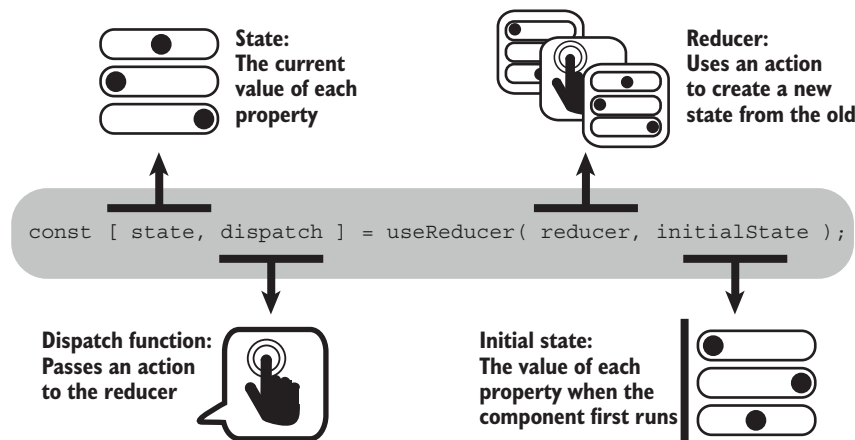 State:
The current
value of each
property
Reducer:
Uses an action
to create a new
state from the old
const [ state, dispatch ] = useReducer( reducer, initialState );
Dispatch function:
Passes an action
to the reducer
Initial state:
The value of each
property when the
component first runs